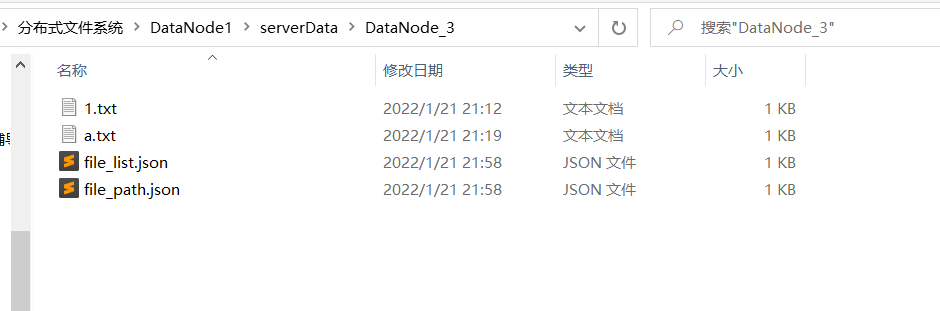 分布式文件系统 > DataNode1 > serverData > DataNode_3 搜索"DataNode_3"
名称 修改日期 类型 大小
1.txt 2022/1/21 21:12 文本文档 1 KB
a.txt 2022/1/21 21:19 文本文档 1 KB
file_list.json 2022/1/21 21:58 JSON 文件 1 KB
file_path.json 2022/1/21 21:58 JSON 文件 1 KB